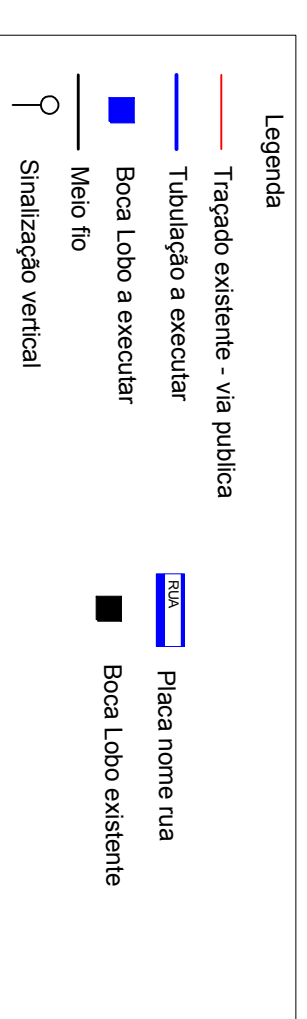 Legenda
Traçado existente - via publica
Tubulação a executar
Boca Lobo a executar
Meio fio
Sinalização vertical
RUA
Placa nome rua
Boca Lobo existente